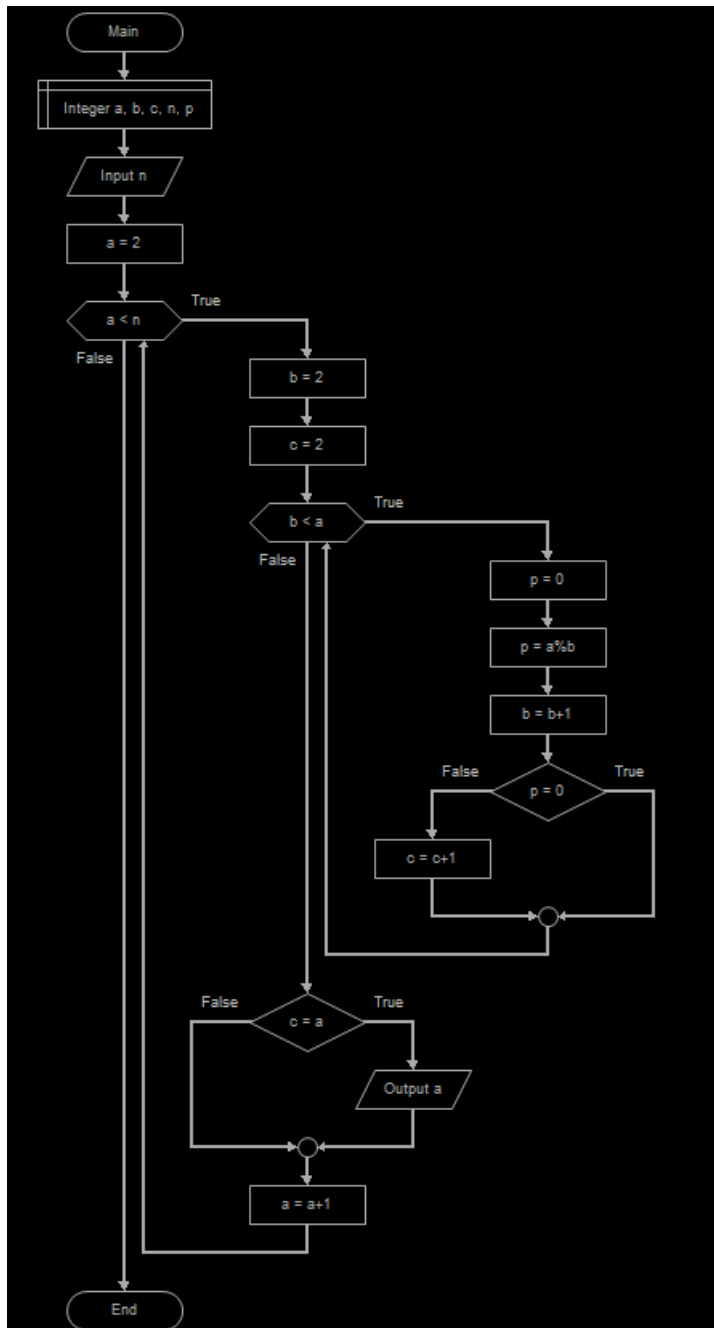 Main
Integer a, b, c, n, p
Input n
a = 2
a < n
True
False
b = 2
c = 2
b < a
True
False
p = 0
p = a%b
b = b+1
p = 0
False
True
c = c+1
c = a
False
True
Output a
a = a+1
End